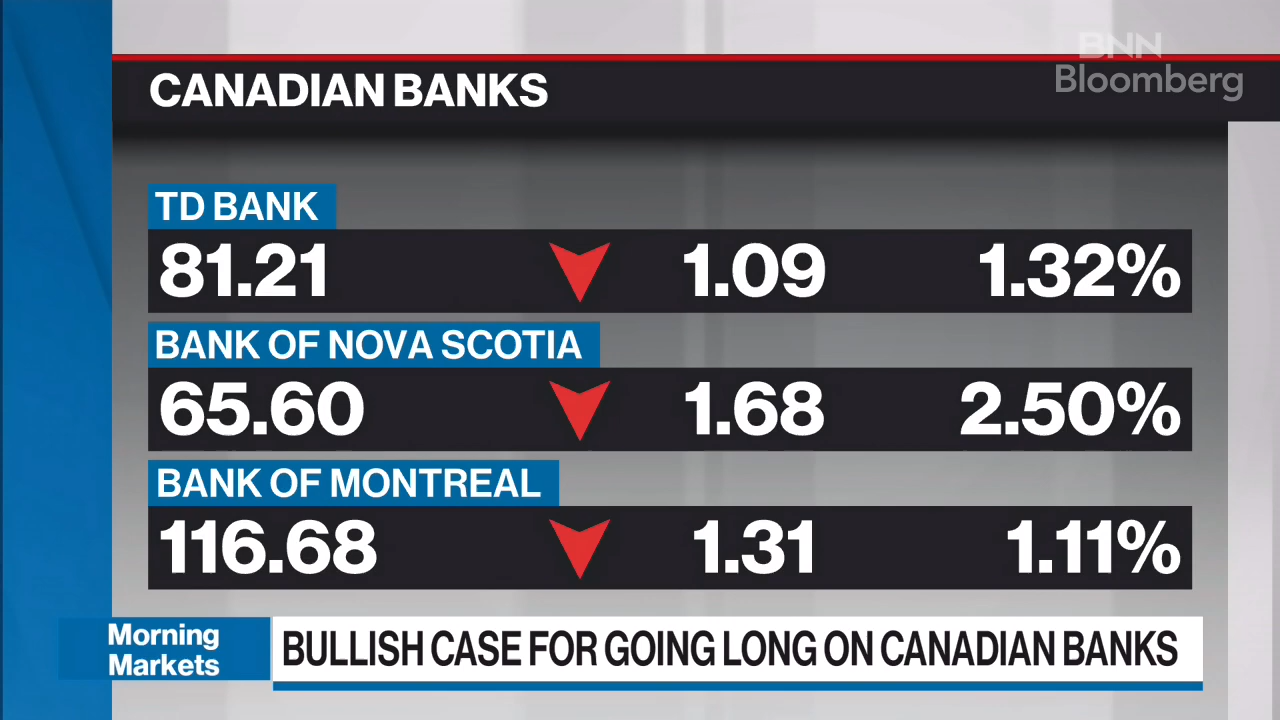 BNN
Bloomberg
CANADIAN BANKS
TD BANK
81.21 1.09 1.32%
BANK OF NOVA SCOTIA
65.60 1.68 2.50%
BANK OF MONTREAL
116.68 1.31 1.11%
Morning
Markets
BULLISH CASE FOR GOING LONG ON CANADIAN BANKS